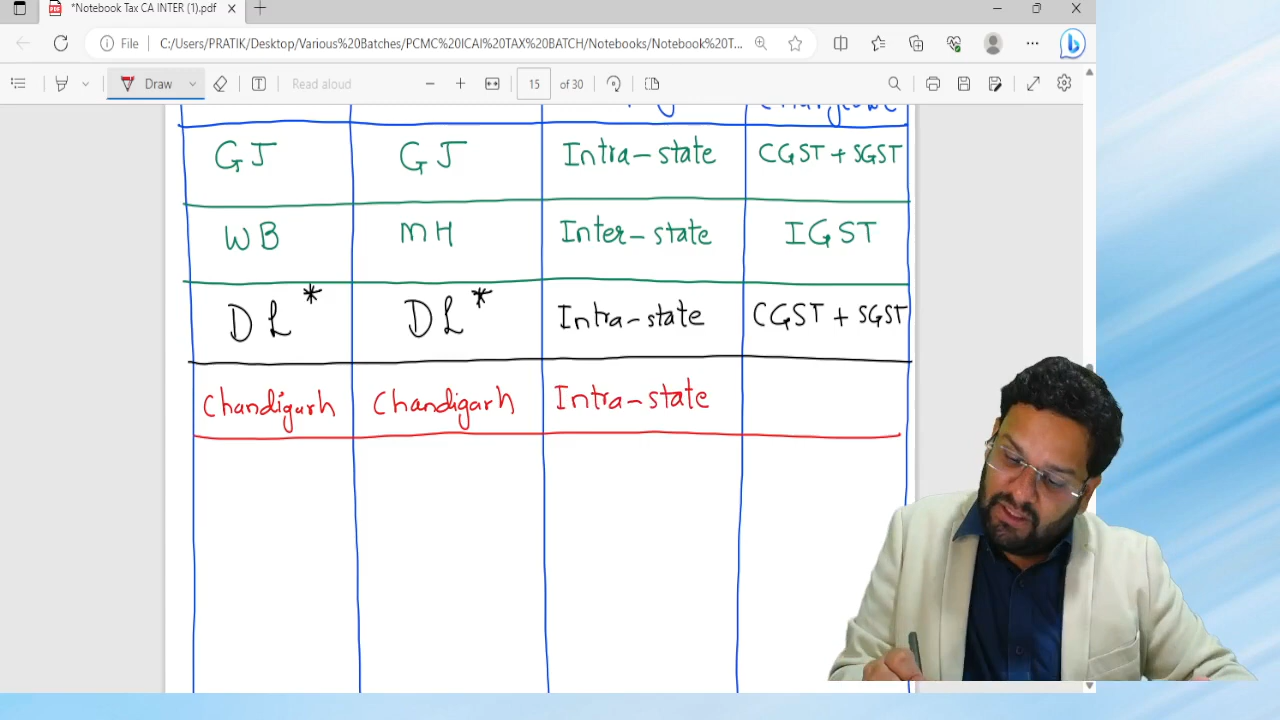 *Notebook Tax CA INTER (1).pdf
File C:/Users/PRATIK/Desktop/Various%20Batches/PCMC%20ICAI%20TAX%20BATCH/Notebooks/Notebook%20T...
Draw Read aloud 15 of 30
GJ GJ Intra-state CGST + SGST
WB MH Inter-state IGST
DL* DL* Intra-state CGST + SGST
Chandigarh Chandigarh Intra-state